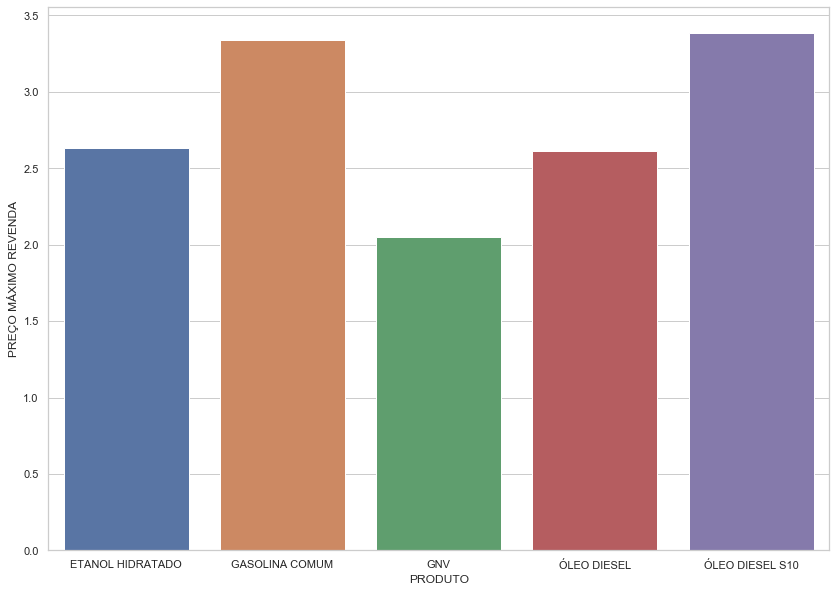 3.5
3.0
2.5
2.0
1.5
1.0
0.5
0.0
PREÇO MÁXIMO REVENDA
ETANOL HIDRATADO
GASOLINA COMUM
GNV
ÓLEO DIESEL
ÓLEO DIESEL S10
PRODUTO